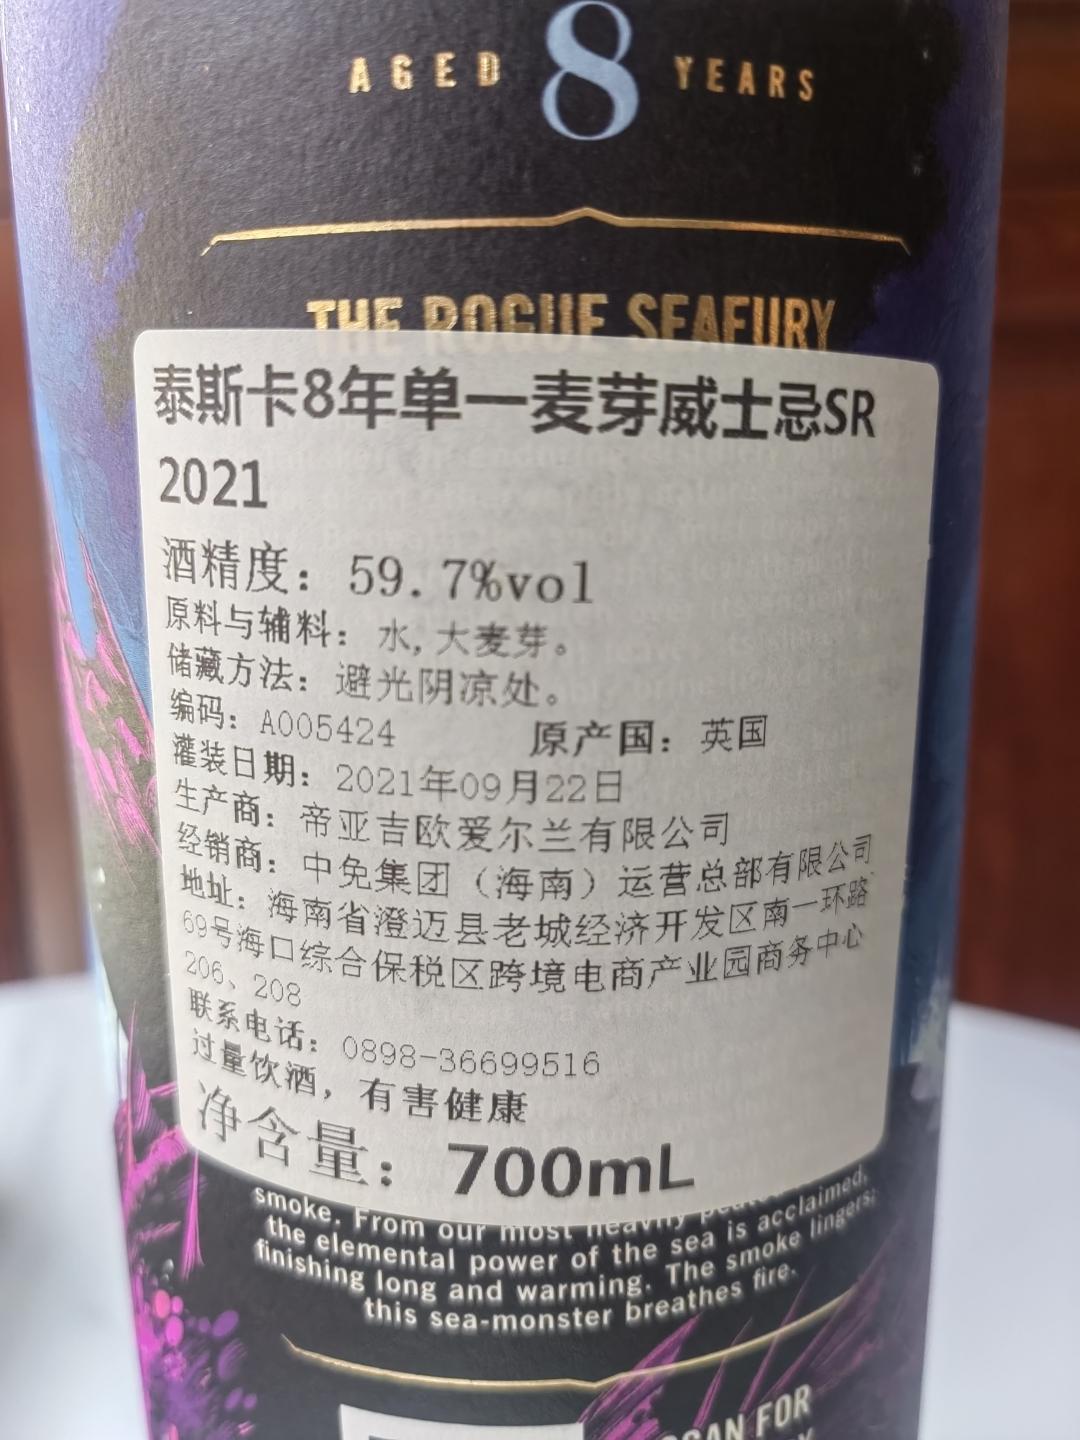 AGED 8 YEARS
THE ROGUE SEAFURY
泰斯卡8年单一麦芽威士忌SR
2021
酒精度：59.7%vol
原料与辅料：水,大麦芽。
储藏方法：避光阴凉处。
编码：A005424 原产国：英国
灌装日期：2021年09月22日
生产商：帝亚吉欧爱尔兰有限公司
经销商：中免集团（海南）运营总部有限公司
地址：海南省澄迈县老城经济开发区南一环路
69号海口综合保税区跨境电商产业园商务中心
206、208
联系电话：0898-36699516
过量饮酒，有害健康
净含量：700mL
smoke. From our most heavily
the elemental power of the sea is acclaimed,
finishing long and warming. The smoke lingers;
this sea-monster breathes fire.
SCAN FOR